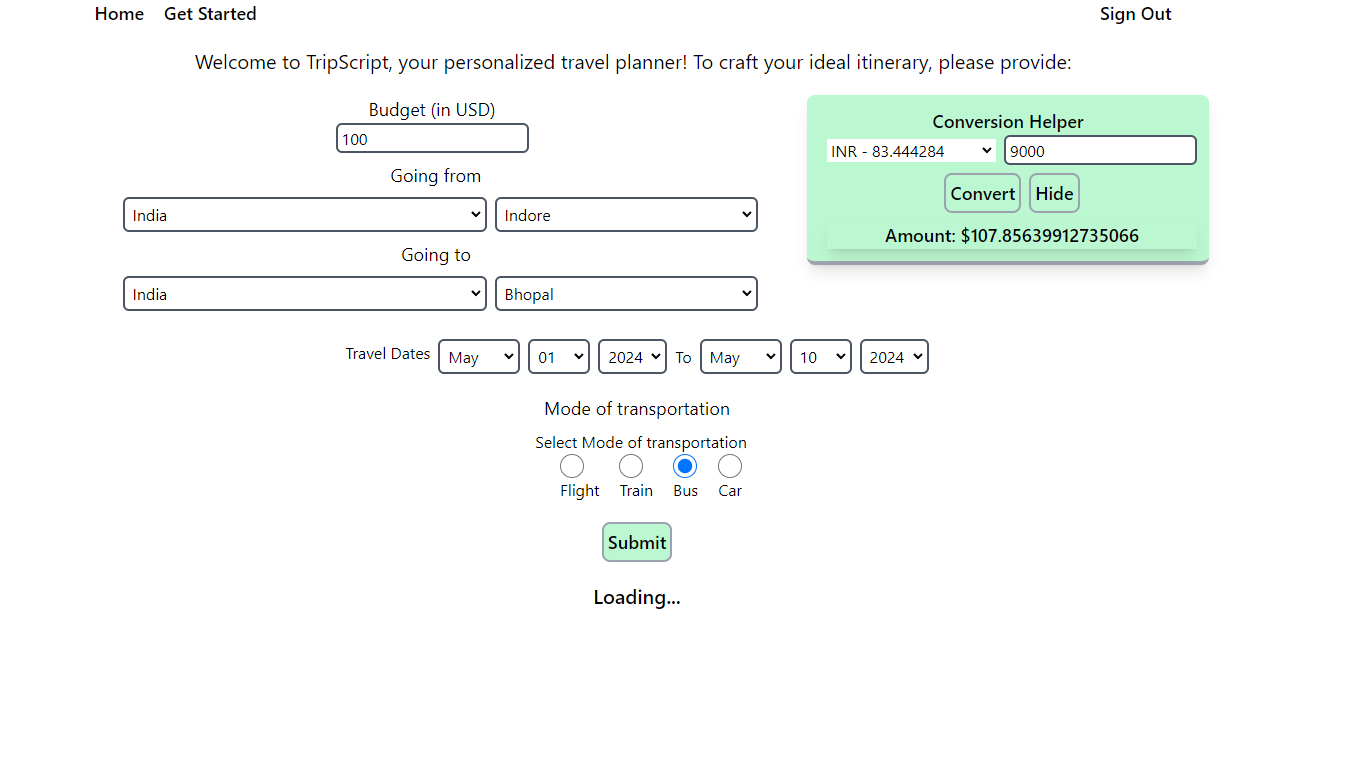 Home Get Started Sign Out
Welcome to TripScript, your personalized travel planner! To craft your ideal itinerary, please provide:
Budget (in USD)
100
Going from
India Indore
Going to
India Bhopal
Conversion Helper
INR - 83.444284 9000
Convert Hide
Amount: $107.85639912735066
Travel Dates May 01 2024 To May 10 2024
Mode of transportation
Select Mode of transportation
Flight Train Bus Car
Submit
Loading...